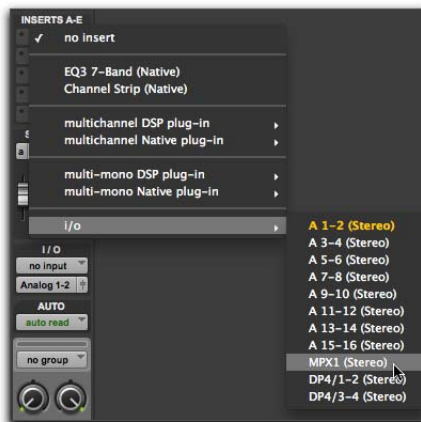 INSERTS A-E
✓ no insert
EQ3 7-Band (Native)
Channel Strip (Native)
multichannel DSP plug-in
multichannel Native plug-in
multi-mono DSP plug-in
multi-mono Native plug-in
i/o
A 1-2 (Stereo)
A 3-4 (Stereo)
A 5-6 (Stereo)
A 7-8 (Stereo)
A 9-10 (Stereo)
A 11-12 (Stereo)
A 13-14 (Stereo)
A 15-16 (Stereo)
MPX1 (Stereo)
DP4/1-2 (Stereo)
DP4/3-4 (Stereo)
S
a
I/O
no input
Analog 1-2
AUTO
auto read
no group